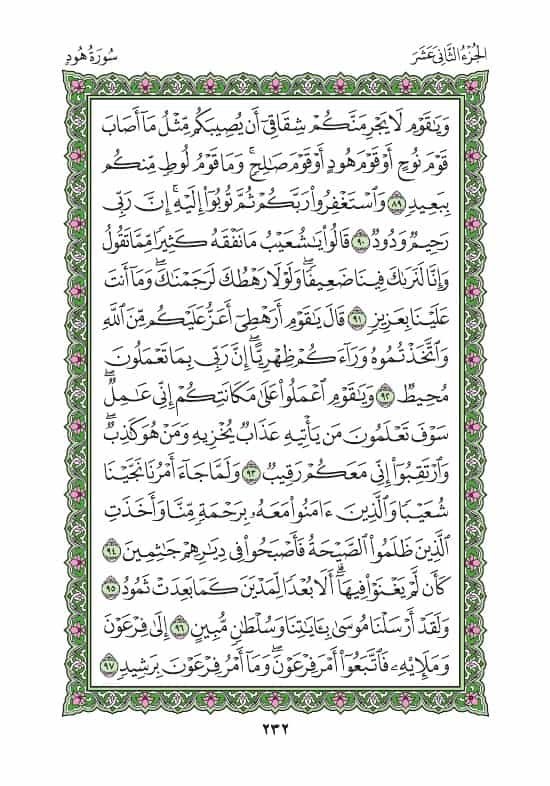 الجُزْءُ الثَّانِي عَشَرَ
سُورَةُ هُودٍ
وَيَٰقَوْمِ لَا يَجْرِمَنَّكُمْ شِقَاقِيٓ أَن يُصِيبَكُم مِّثْلُ مَآ أَصَابَ
قَوْمَ نُوحٍ أَوْ قَوْمَ هُودٍ أَوْ قَوْمَ صَٰلِحٍۚ وَمَا قَوْمُ لُوطٍ مِّنكُم
بِبَعِيدٍ ٨٩ وَٱسْتَغْفِرُوا۟ رَبَّكُمْ ثُمَّ تُوبُوٓا۟ إِلَيْهِۚ إِنَّ رَبِّي
رَحِيمٌ وَدُودٌ ٩٠ قَالُوا۟ يَٰشُعَيْبُ مَا نَفْقَهُ كَثِيرًا مِّمَّا تَقُولُ
وَإِنَّا لَنَرَىٰكَ فِينَا ضَعِيفًاۖ وَلَوْلَا رَهْطُكَ لَرَجَمْنَٰكَۖ وَمَآ أَنتَ
عَلَيْنَا بِعَزِيزٍ ٩١ قَالَ يَٰقَوْمِ أَرَهْطِيٓ أَعَزُّ عَلَيْكُم مِّنَ ٱللَّهِ
وَٱتَّخَذْتُمُوهُ وَرَآءَكُمْ ظِهْرِيًّاۖ إِنَّ رَبِّي بِمَا تَعْمَلُونَ
مُحِيطٌ ٩٢ وَيَٰقَوْمِ ٱعْمَلُوا۟ عَلَىٰ مَكَانَتِكُمْ إِنِّي عَٰمِلٌۖ
سَوْفَ تَعْلَمُونَ مَن يَأْتِيهِ عَذَابٌ يُخْزِيهِ وَمَنْ هُوَ كَٰذِبٌۖ
وَٱرْتَقِبُوٓا۟ إِنِّي مَعَكُمْ رَقِيبٌ ٩٣ وَلَمَّا جَآءَ أَمْرُنَا نَجَّيْنَا
شُعَيْبًا وَٱلَّذِينَ ءَامَنُوا۟ مَعَهُۥ بِرَحْمَةٍ مِّنَّا وَأَخَذَتِ
ٱلَّذِينَ ظَلَمُوا۟ ٱلصَّيْحَةُ فَأَصْبَحُوا۟ فِي دِيَٰرِهِمْ جَٰثِمِينَ ٩٤
كَأَن لَّمْ يَغْنَوْا۟ فِيهَآۗ أَلَا بُعْدًا لِّمَدْيَنَ كَمَا بَعِدَتْ ثَمُودُ ٩٥
وَلَقَدْ أَرْسَلْنَا مُوسَىٰ بِـَٔايَٰتِنَا وَسُلْطَٰنٍ مُّبِينٍ ٩٦ إِلَىٰ فِرْعَوْنَ
وَمَلَإِي۟هِۦ فَٱتَّبَعُوٓا۟ أَمْرَ فِرْعَوْنَۖ وَمَآ أَمْرُ فِرْعَوْنَ بِرَشِيدٍ ٩٧
٢٣٢